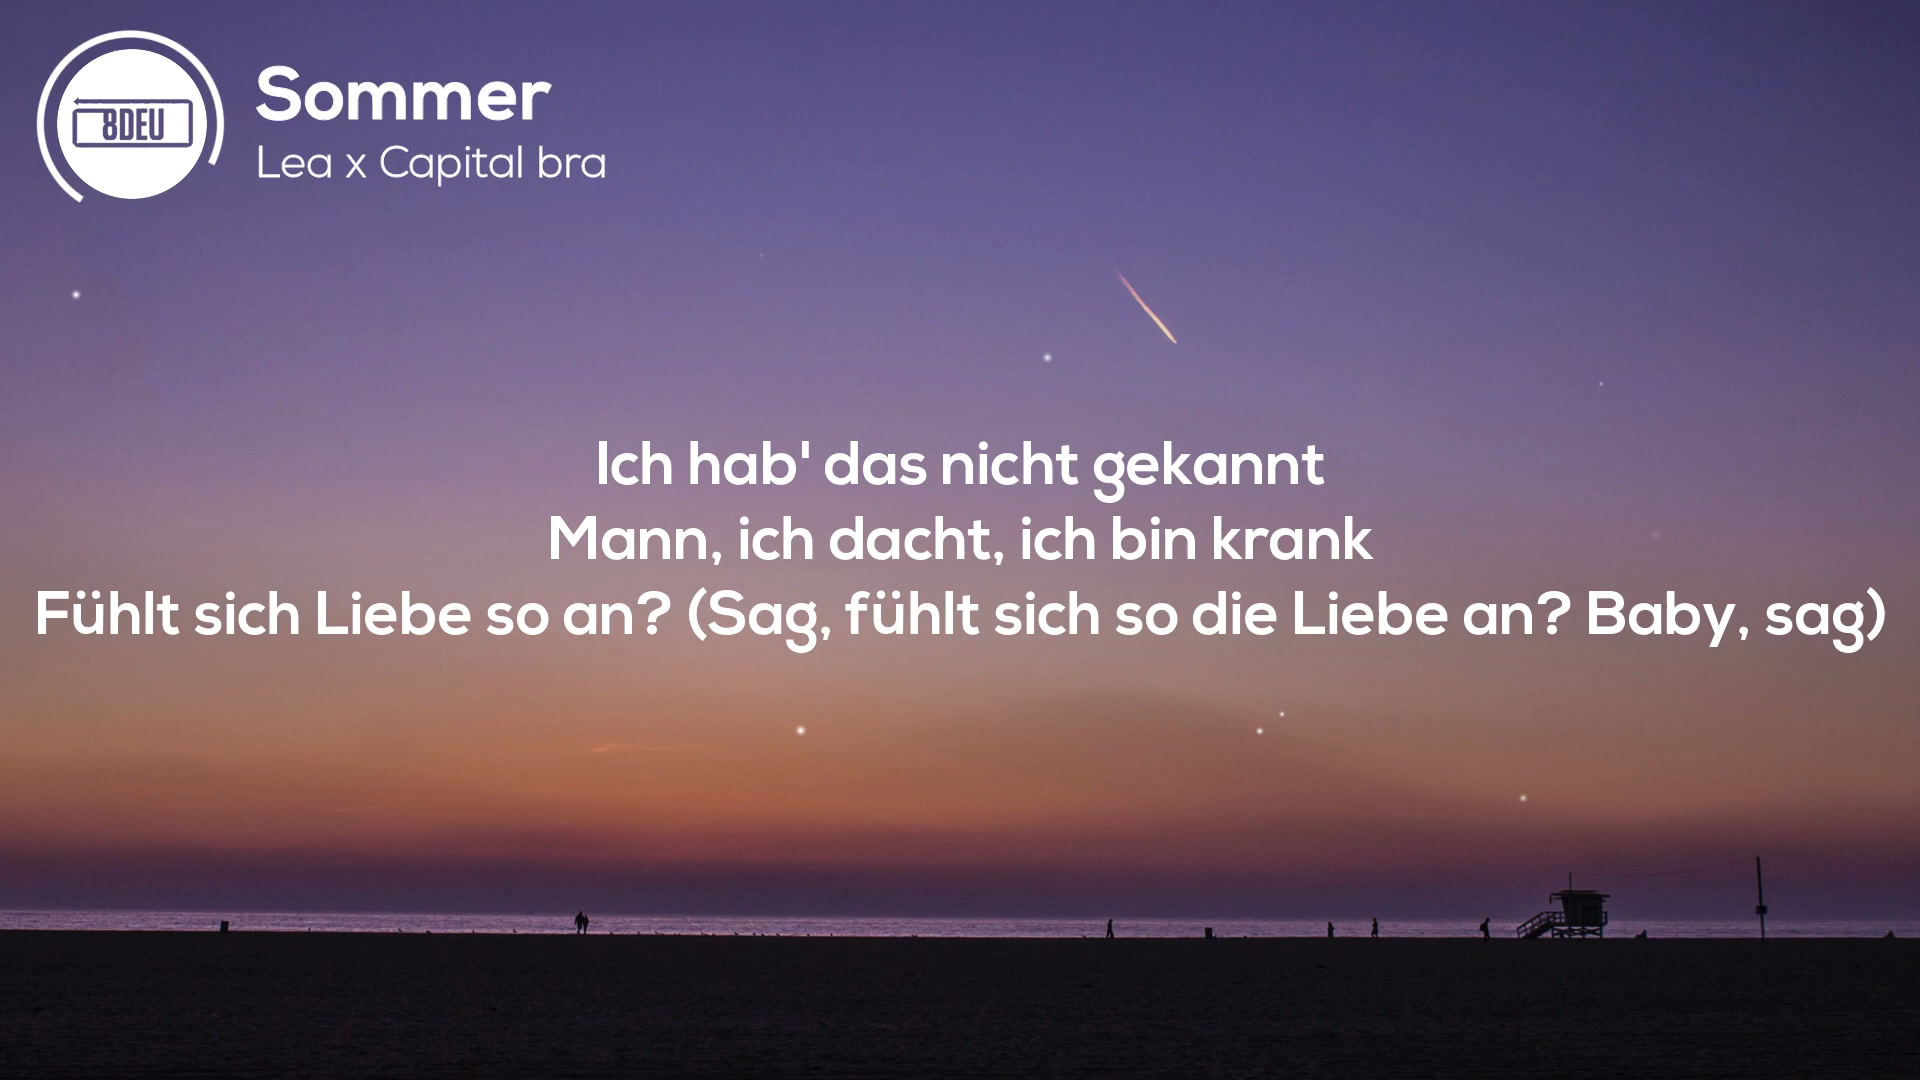 8DEU
Sommer
Lea x Capital bra
Ich hab' das nicht gekannt
Mann, ich dacht, ich bin krank
Fühlt sich Liebe so an? (Sag, fühlt sich so die Liebe an? Baby, sag)